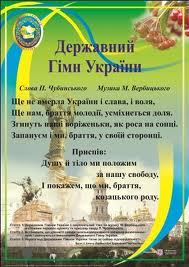 Державний
Гімн України
Слова П. Чубинського Музика М. Вербицького
Ще не вмерла України і слава, і воля,
Ще нам, браття молодії, усміхнеться доля.
Згинуть наші воріженьки, як роса на сонці.
Запануєм і ми, браття, у своїй сторонці.
Приспів:
Душу й тіло ми положим
за нашу свободу,
І покажем, що ми, браття,
козацького роду.